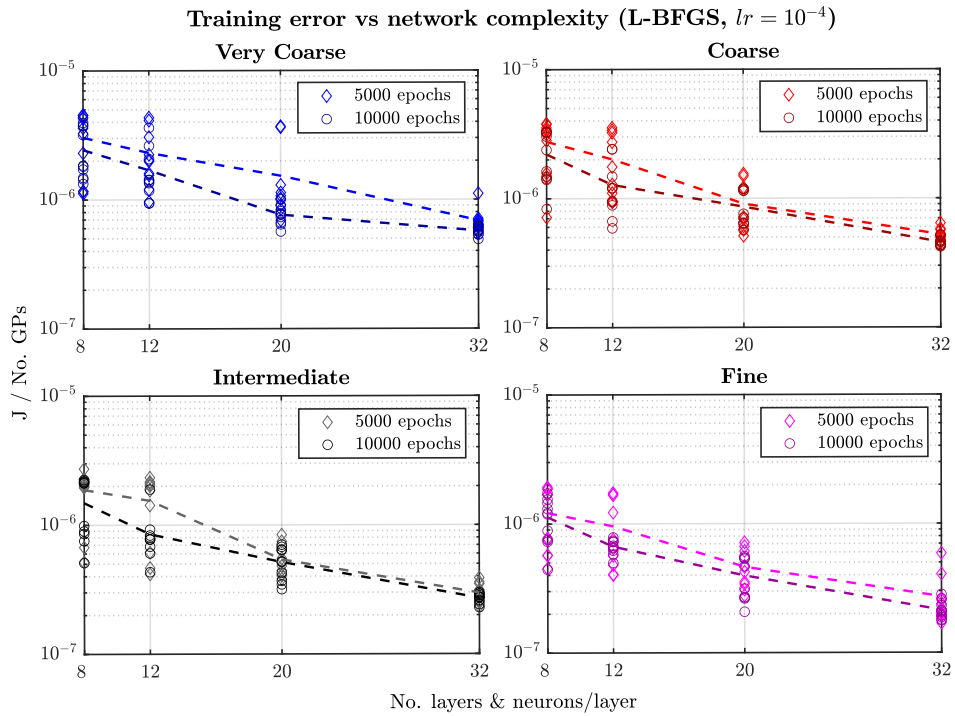 Training error vs network complexity (L-BFGS, lr = 10⁻⁴)
Very Coarse
10⁻⁵
10⁻⁶
10⁻⁷
8 12 20 32
5000 epochs
10000 epochs
Coarse
10⁻⁵
10⁻⁶
10⁻⁷
8 12 20 32
5000 epochs
10000 epochs
J / No. GPs
Intermediate
10⁻⁵
10⁻⁶
10⁻⁷
8 12 20 32
5000 epochs
10000 epochs
Fine
10⁻⁵
10⁻⁶
10⁻⁷
8 12 20 32
5000 epochs
10000 epochs
No. layers & neurons/layer